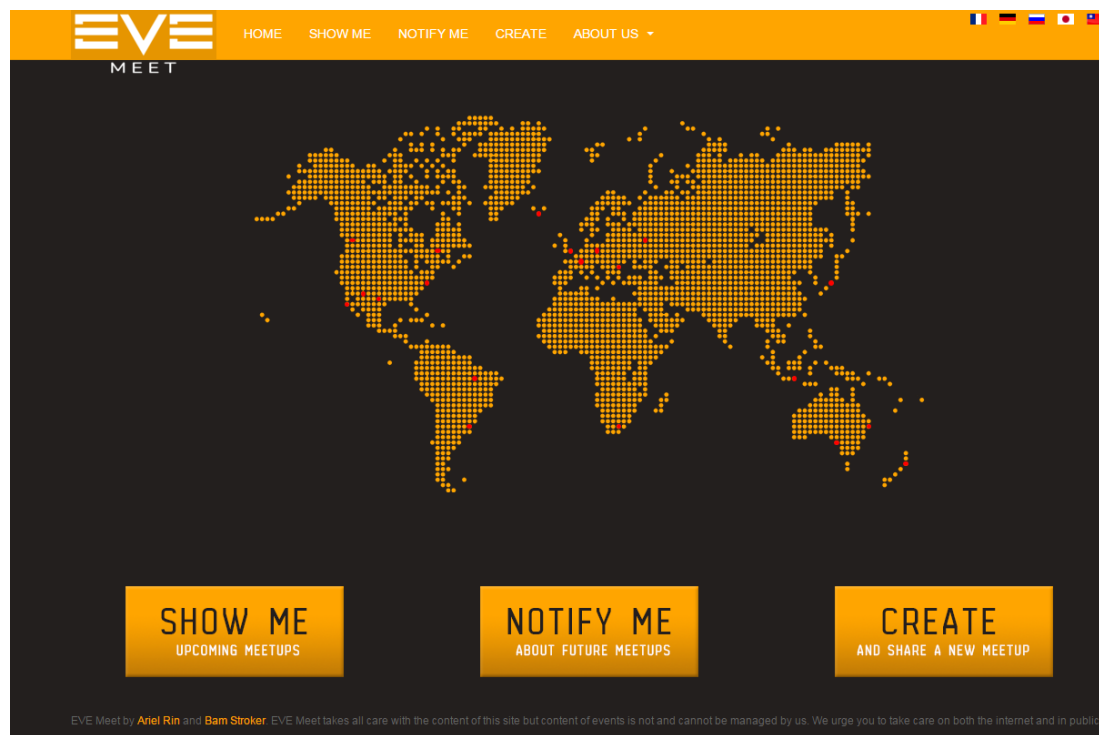 EVE
MEET
HOME SHOW ME NOTIFY ME CREATE ABOUT US
SHOW ME
UPCOMING MEETUPS
NOTIFY ME
ABOUT FUTURE MEETUPS
CREATE
AND SHARE A NEW MEETUP
EVE Meet by Ariel Rin and Bam Stroker. EVE Meet takes all care with the content of this site but content of events is not and cannot be managed by us. We urge you to take care on both the internet and in public